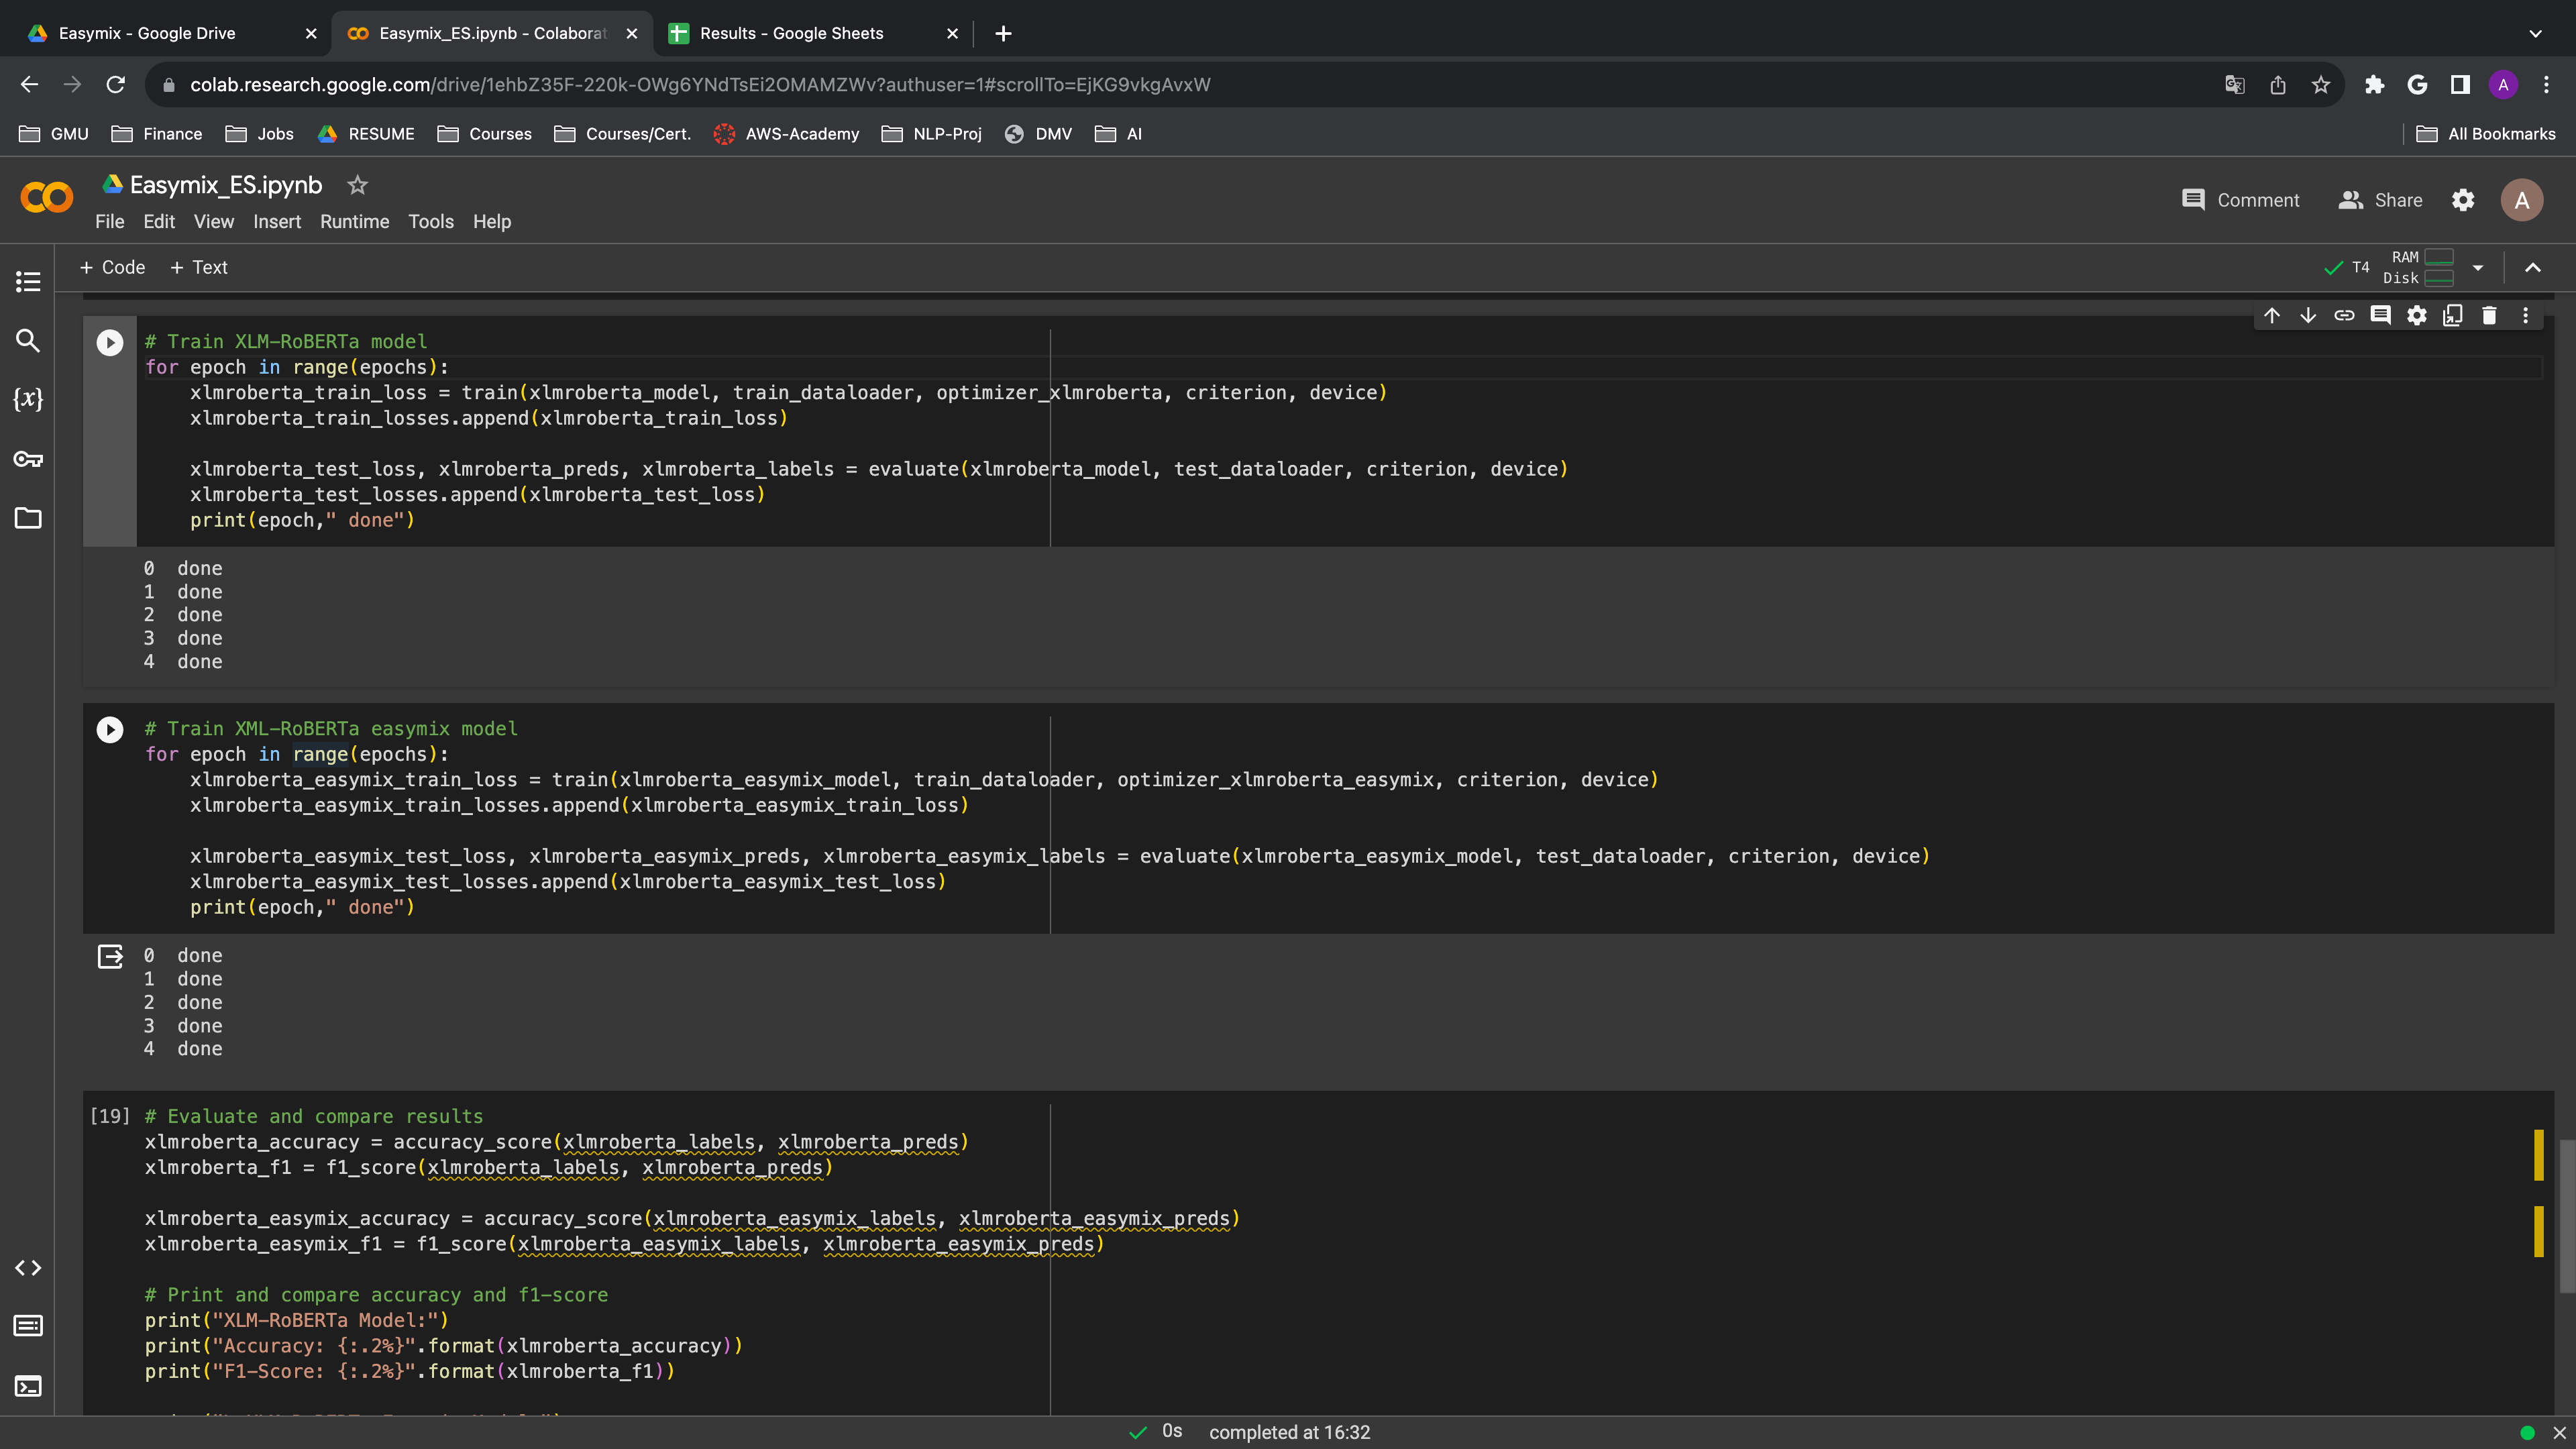 Easymix - Google Drive
Easymix_ES.ipynb - Colaborat
Results - Google Sheets
colab.research.google.com/drive/1ehbZ35F-220k-OWg6YNdTsEi2OMAMZWv?authuser=1#scrollTo=EjKG9vkgAvxW
A
GMU Finance Jobs RESUME Courses Courses/Cert. AWS-Academy NLP-Proj DMV AI All Bookmarks
Easymix_ES.ipynb
File Edit View Insert Runtime Tools Help
Comment Share A
+ Code + Text
T4 RAM
Disk
{x}
# Train XLM-RoBERTa model
for epoch in range(epochs):
    xlmroberta_train_loss = train(xlmroberta_model, train_dataloader, optimizer_xlmroberta, criterion, device)
    xlmroberta_train_losses.append(xlmroberta_train_loss)
    xlmroberta_test_loss, xlmroberta_preds, xlmroberta_labels = evaluate(xlmroberta_model, test_dataloader, criterion, device)
    xlmroberta_test_losses.append(xlmroberta_test_loss)
    print(epoch," done")
0  done
1  done
2  done
3  done
4  done
# Train XML-RoBERTa easymix model
for epoch in range(epochs):
    xlmroberta_easymix_train_loss = train(xlmroberta_easymix_model, train_dataloader, optimizer_xlmroberta_easymix, criterion, device)
    xlmroberta_easymix_train_losses.append(xlmroberta_easymix_train_loss)
    xlmroberta_easymix_test_loss, xlmroberta_easymix_preds, xlmroberta_easymix_labels = evaluate(xlmroberta_easymix_model, test_dataloader, criterion, device)
    xlmroberta_easymix_test_losses.append(xlmroberta_easymix_test_loss)
    print(epoch," done")
0  done
1  done
2  done
3  done
4  done
[19] # Evaluate and compare results
xlmroberta_accuracy = accuracy_score(xlmroberta_labels, xlmroberta_preds)
xlmroberta_f1 = f1_score(xlmroberta_labels, xlmroberta_preds)
xlmroberta_easymix_accuracy = accuracy_score(xlmroberta_easymix_labels, xlmroberta_easymix_preds)
xlmroberta_easymix_f1 = f1_score(xlmroberta_easymix_labels, xlmroberta_easymix_preds)
# Print and compare accuracy and f1-score
print("XLM-RoBERTa Model:")
print("Accuracy: {:.2%}".format(xlmroberta_accuracy))
print("F1-Score: {:.2%}".format(xlmroberta_f1))
0s completed at 16:32